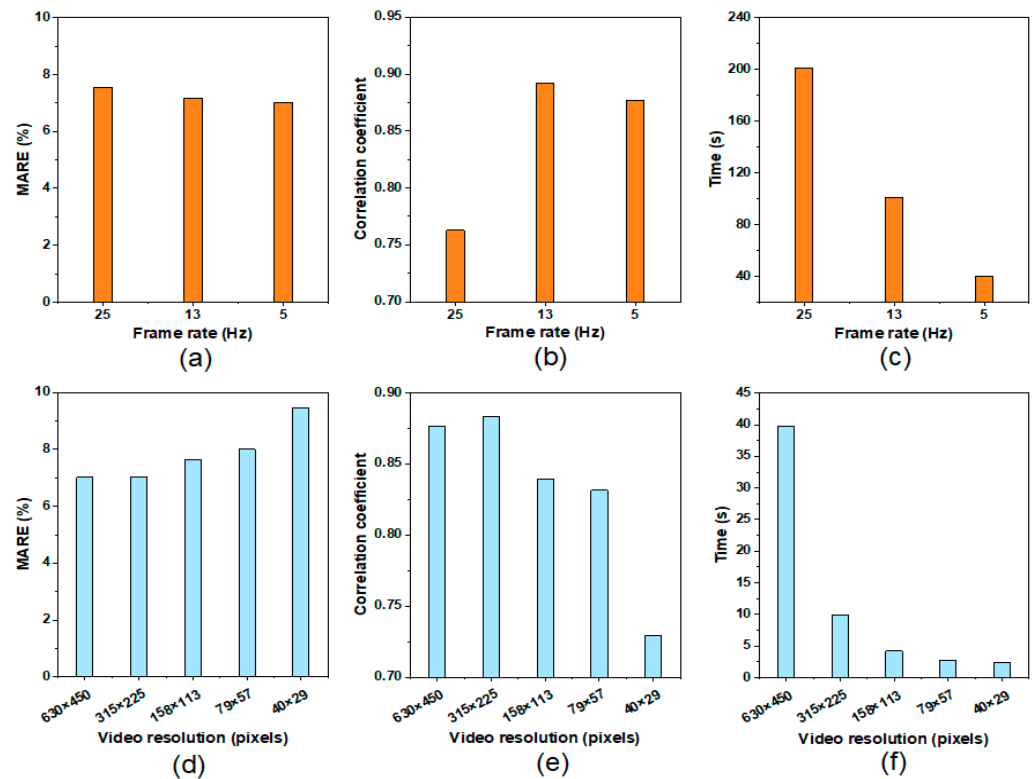 10
8
6
4
2
0
MARE (%)
25 13 5
Frame rate (Hz)
(a)
0.95
0.90
0.85
0.80
0.75
0.70
Correlation coefficient
25 13 5
Frame rate (Hz)
(b)
240
200
160
120
80
40
Time (s)
25 13 5
Frame rate (Hz)
(c)
10
8
6
4
2
0
MARE (%)
630×450 315×225 158×113 79×57 40×29
Video resolution (pixels)
(d)
0.90
0.85
0.80
0.75
0.70
Correlation coefficient
630×450 315×225 158×113 79×57 40×29
Video resolution (pixels)
(e)
45
40
35
30
25
20
15
10
5
0
Time (s)
630×450 315×225 158×113 79×57 40×29
Video resolution (pixels)
(f)